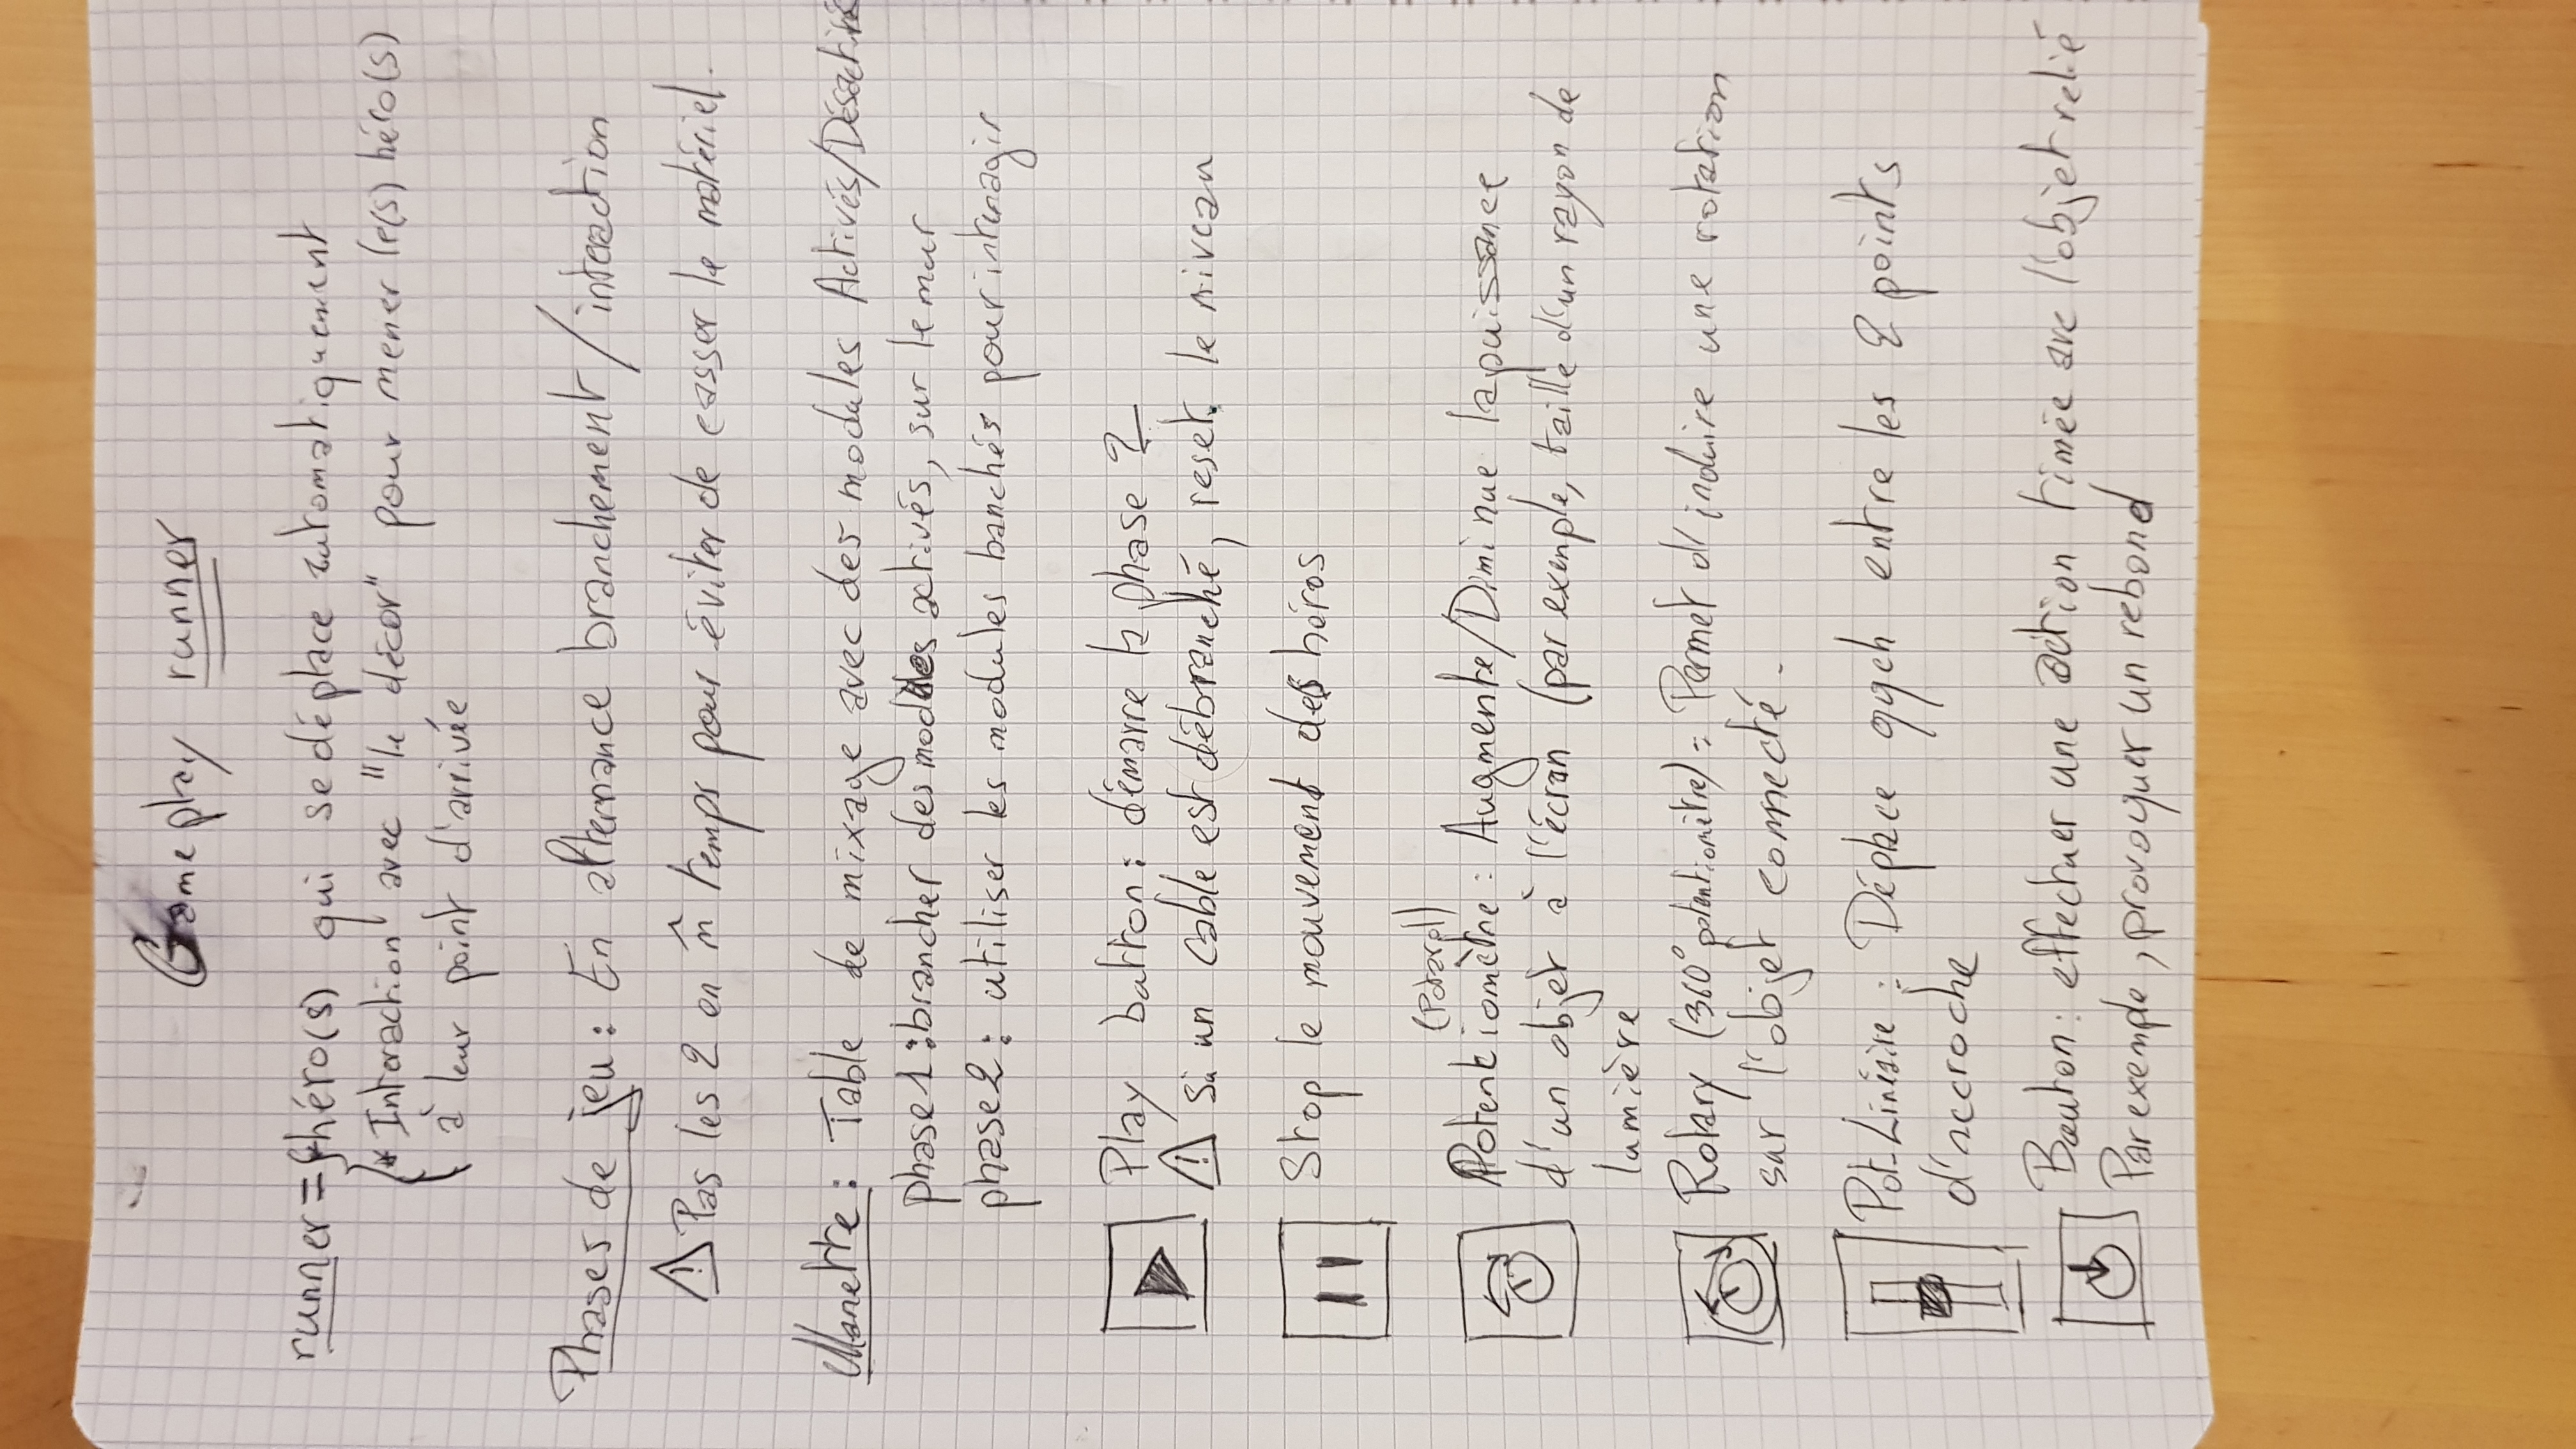 Gameplay runner
runner = * héro(s) qui se déplace automatiquement
* Interaction avec "le décor" pour mener le(s) héro(s)
à leur point d'arrivée
Phases de jeu : En alternance branchement / interaction
⚠ Pas les 2 en m̂ temps pour éviter de casser le matériel.
Manette : Table de mixage avec des modules Activés/Désactivés
phase 1 : brancher des modules activés, sur le mur
phase 2 : utiliser les modules banchés pour interagir
Play button : démarre la phase 2
⚠ Si un cable est débranché, reset le niveau
Stop le mouvement des héros
Potentiomètre : Augmente/Diminue la puissance
d'un objet à l'écran (par exemple, taille d'un rayon de
lumière
Rotary (360° potentiomètre) : Permet d'induire une rotation
sur l'objet connecté.
Pot-Linéaire : Déplace qqch entre les 2 points
d'accroche
Bouton : effectuer une action timée avc l'objet relié
Par exemple, provoquer un rebond